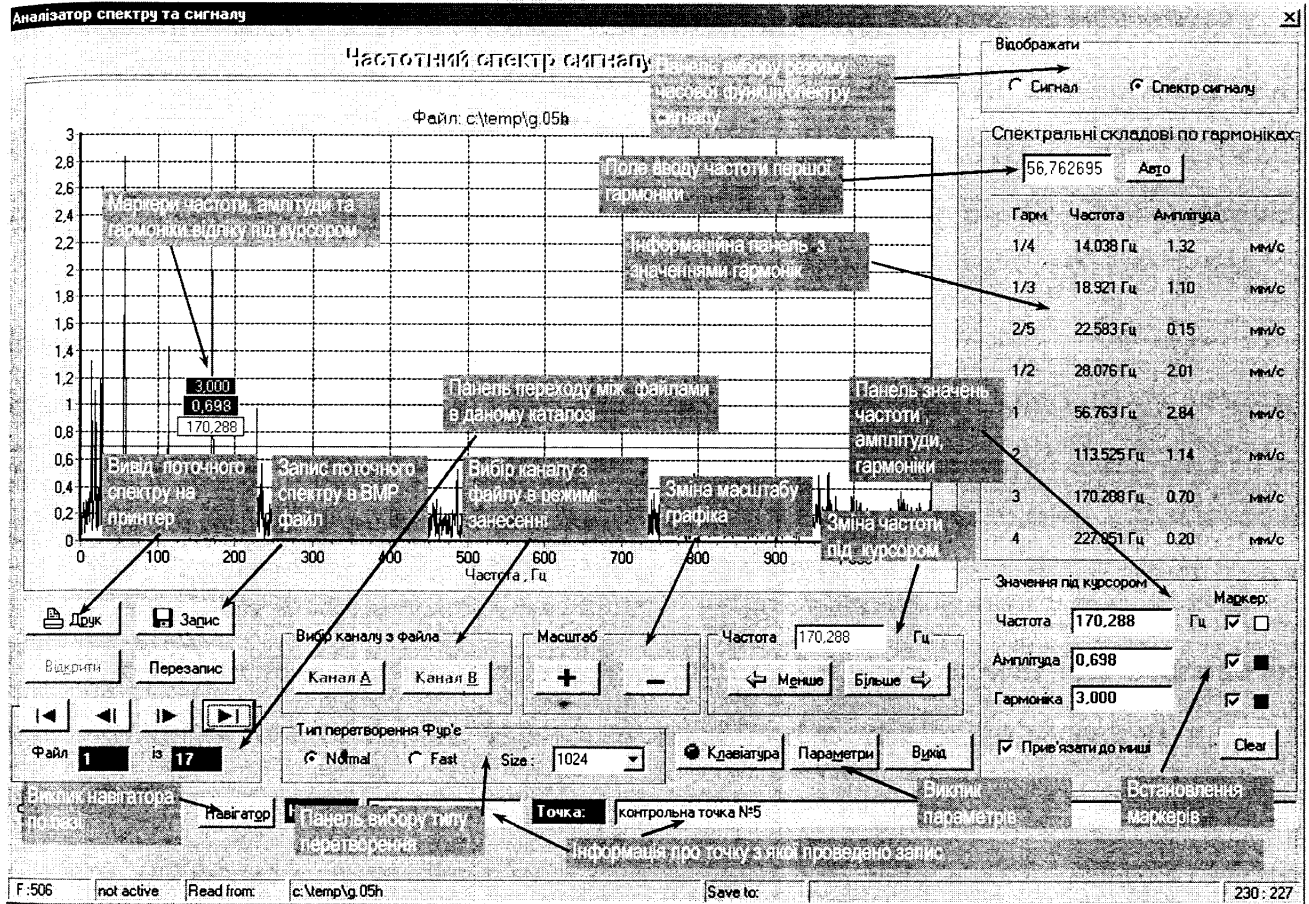 Аналізатор спектру та сигналу
Частотний спектр сигналу
Панель вибору режиму
часової функції/спектру
сигналу
Відображати
Сигнал
Спектр сигналу
Файл: c:\temp\g.05h
Спектральні складові по гармоніках
56,762695
Авто
Поле вводу частоти першої
гармоніки
Маркери частоти, амлітуди та
гармоніки відліку під курсором
Інформаційна панель з
значеннями гармонік
Гарм. Частота Амплітуда
1/4 14.038 Гц 1.32 мм/с
1/3 18.921 Гц 1.10 мм/с
2/5 22.583 Гц 0.15 мм/с
1/2 28.076 Гц 2.01 мм/с
1 56.763 Гц 2.84 мм/с
2 113.525 Гц 1.14 мм/с
3 170.288 Гц 0.70 мм/с
4 227.051 Гц 0.20 мм/с
3
2,8
2,6
2,4
2,2
2
1,8
1,6
1,4
1,2
1
0,8
0,6
0,4
0,2
0
3,000
0,698
170,288
Панель переходу між файлами
в даному каталозі
Панель значень
частоти,
амплітуди,
гармоніки
Вивід поточного
спектру на
принтер
Запис поточного
спектру в BMP
файл
Вибір каналу з
файлу в режимі
занесенні
Зміна масштабу
графіка
Зміна частоти
під курсором
0 100 200 300 400 500 600 700 800 900
Частота , Гц
Друк
Запис
Відкрити
Перезапис
Файл 1 із 17
Вибір каналу з файла
Канал A
Канал B
Масштаб
+
−
Частота 170,288 Гц
Менше
Більше
Значення під курсором
Маркер:
Частота 170,288 Гц
Амплітуда 0,698
Гармоніка 3,000
Прив'язати до миші
Clear
Тип перетворення Фур'є
Normal
Fast
Size : 1024
Клавіатура
Параметри
Вихід
Виклик навігатора
по базі
Навігатор
Панель вибору типу
перетворення
Точка: контрольна точка №5
Виклик
параметрів
Встановлення
маркерів
Інформація про точку з якої проведено запис
F :506 not active Read from: c:\temp\g.05h Save to: 230 : 227